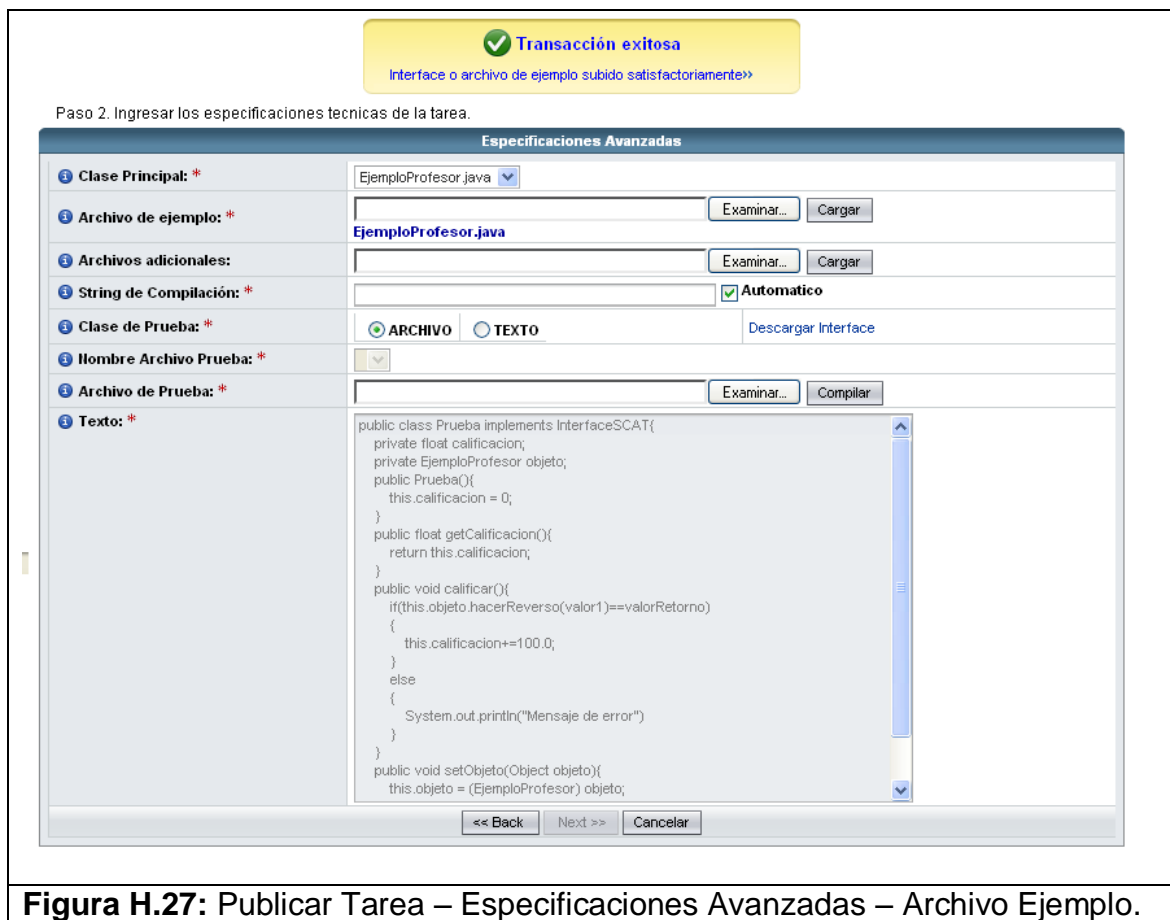 Transacción exitosa
Interface o archivo de ejemplo subido satisfactoriamente>>
Paso 2. Ingresar los especificaciones tecnicas de la tarea.
Especificaciones Avanzadas
Clase Principal: *
EjemploProfesor.java
Archivo de ejemplo: *
Examinar...
Cargar
EjemploProfesor.java
Archivos adicionales:
Examinar...
Cargar
String de Compilación: *
Automatico
Clase de Prueba: *
ARCHIVO
TEXTO
Descargar Interface
Nombre Archivo Prueba: *
Archivo de Prueba: *
Examinar...
Compilar
Texto: *
public class Prueba implements InterfaceSCAT{
private float calificacion;
private EjemploProfesor objeto;
public Prueba(){
this.calificacion = 0;
}
public float getCalificacion(){
return this.calificacion;
}
public void calificar(){
if(this.objeto.hacerReverso(valor1)==valorRetorno)
{
this.calificacion+=100.0;
}
else
{
System.out.println("Mensaje de error")
}
}
public void setObjeto(Object objeto){
this.objeto = (EjemploProfesor) objeto;
<< Back
Next >>
Cancelar
Figura H.27: Publicar Tarea – Especificaciones Avanzadas – Archivo Ejemplo.